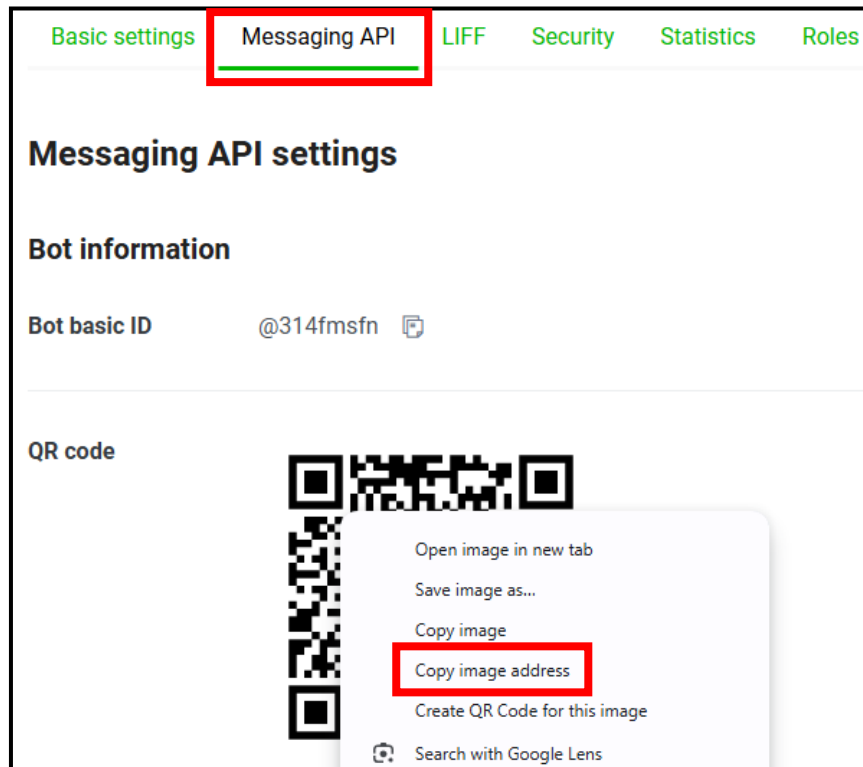 Basic settings Messaging API LIFF Security Statistics Roles
Messaging API settings
Bot information
Bot basic ID @314fmsfn
QR code
Open image in new tab
Save image as...
Copy image
Copy image address
Create QR Code for this image
Search with Google Lens